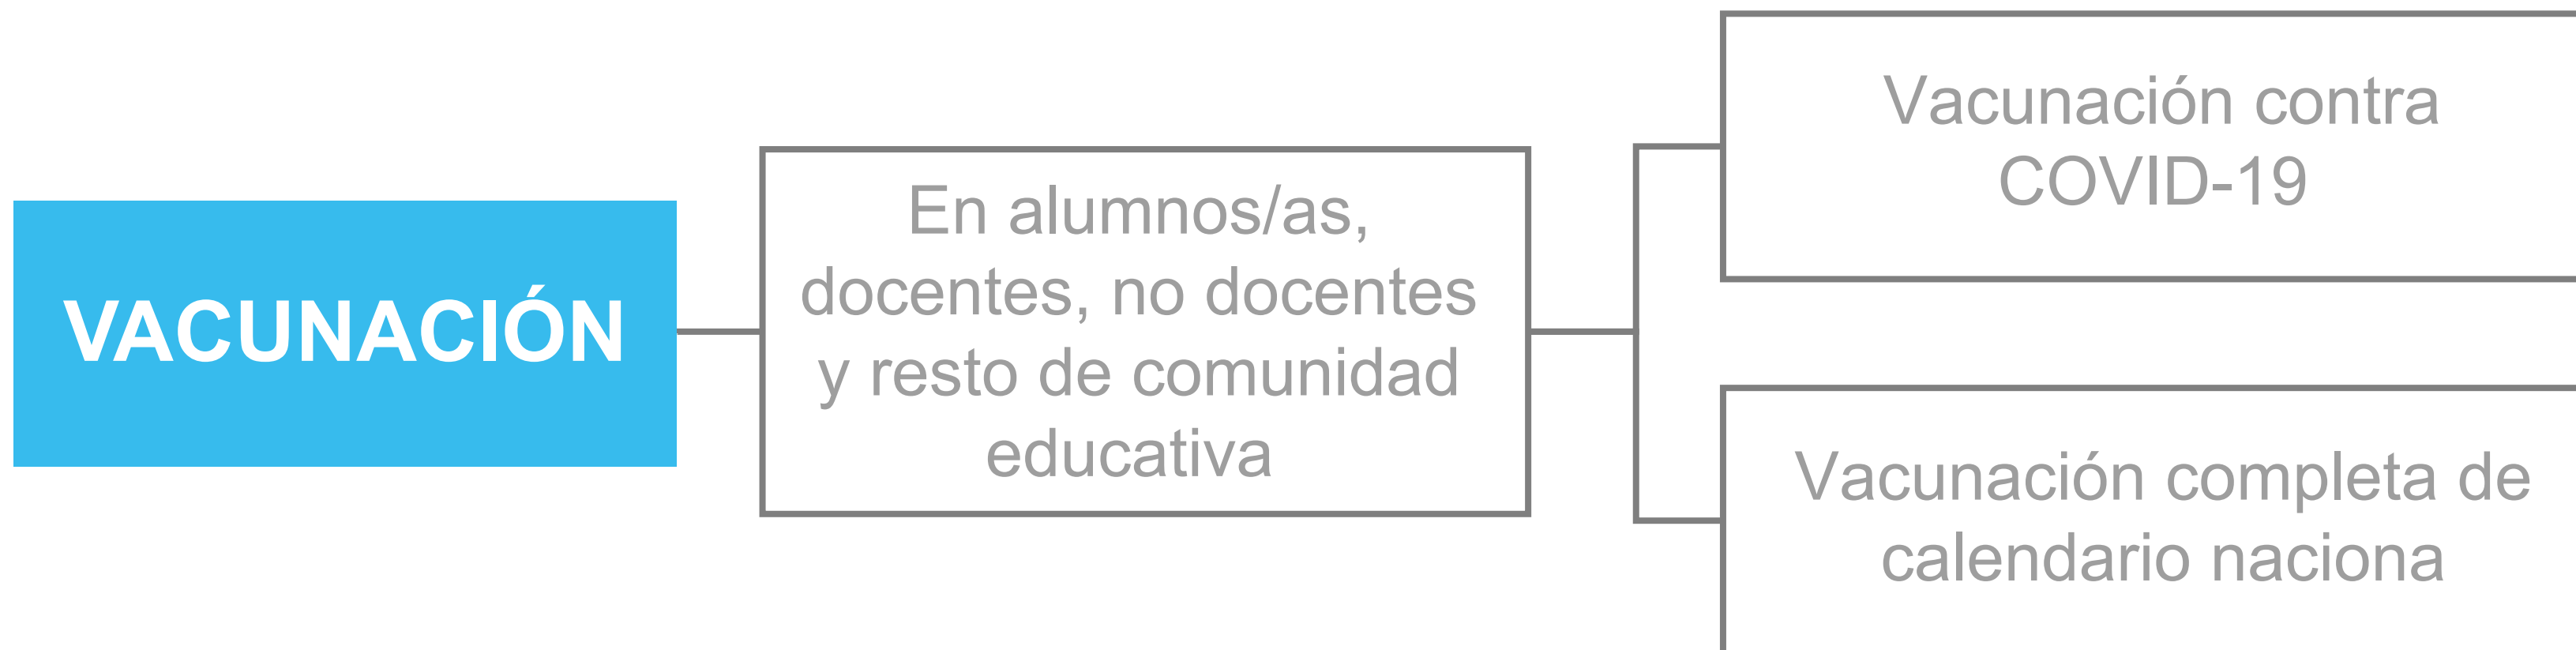 VACUNACIÓN
En alumnos/as,
docentes, no docentes
y resto de comunidad
educativa
Vacunación contra
COVID-19
Vacunación completa de
calendario naciona